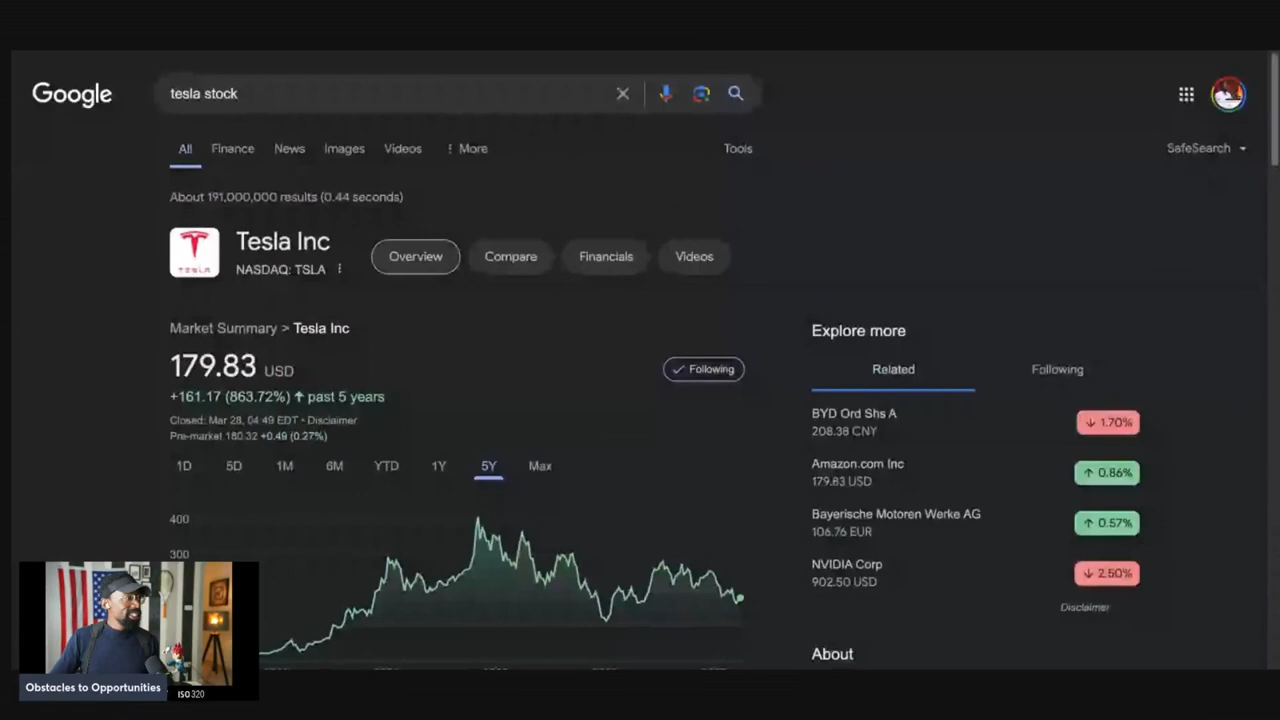 Google
tesla stock
All Finance News Images Videos More Tools SafeSearch
About 191,000,000 results (0.44 seconds)
TESLA
Tesla Inc
NASDAQ: TSLA
Overview Compare Financials Videos
Market Summary > Tesla Inc
179.83 USD
Following
+161.17 (863.72%) past 5 years
Closed: Mar 28, 04:49 EDT • Disclaimer
Pre-market 180.32 +0.49 (0.27%)
1D 5D 1M 6M YTD 1Y 5Y Max
400
300
Explore more
Related Following
BYD Ord Shs A
208.38 CNY
1.70%
Amazon.com Inc
179.83 USD
0.86%
Bayerische Motoren Werke AG
106.76 EUR
0.57%
NVIDIA Corp
902.50 USD
2.50%
Disclaimer
About
Obstacles to Opportunities
ISO320